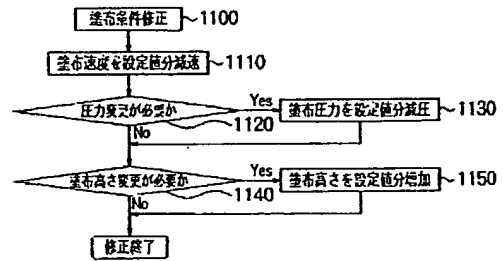 塗布条件修正 1100
塗布速度を設定値分減速 1110
圧力変更が必要か Yes 塗布圧力を設定値分減圧 1130
No 1120
塗布高さ変更が必要か Yes 塗布高さを設定値分増加 1150
No 1140
修正終了